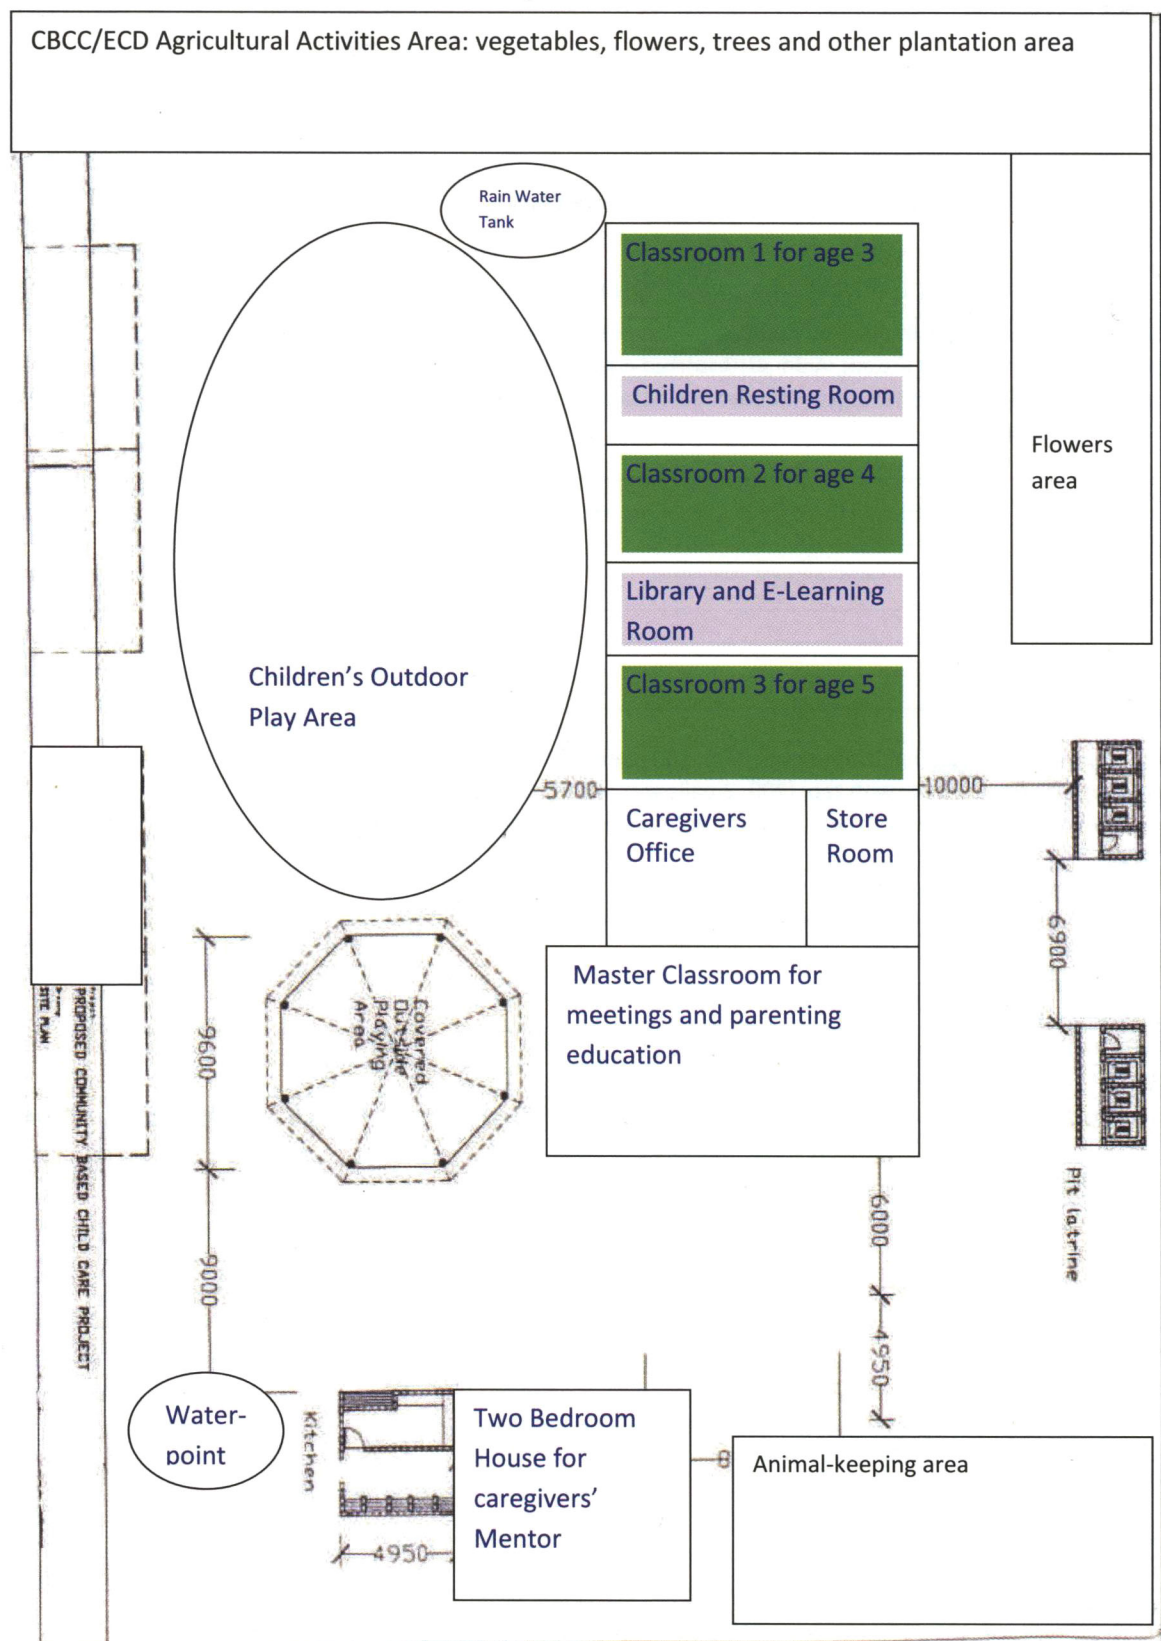 CBCC/ECD Agricultural Activities Area: vegetables, flowers, trees and other plantation area
Rain Water
Tank
Classroom 1 for age 3
Children Resting Room
Classroom 2 for age 4
Flowers
area
Library and E-Learning
Room
Children's Outdoor
Play Area
Classroom 3 for age 5
5700
10000
Caregivers
Office
Store
Room
6900
Master Classroom for
meetings and parenting
education
Covered
Outside
Playing
Area
9600
Project
PROPOSED COMMUNITY BASED CHILD CARE PROJECT
SITE PLAN
Pit latrine
6000
9000
4950
Water-
point
Kitchen
Two Bedroom
House for
caregivers'
Mentor
Animal-keeping area
4950